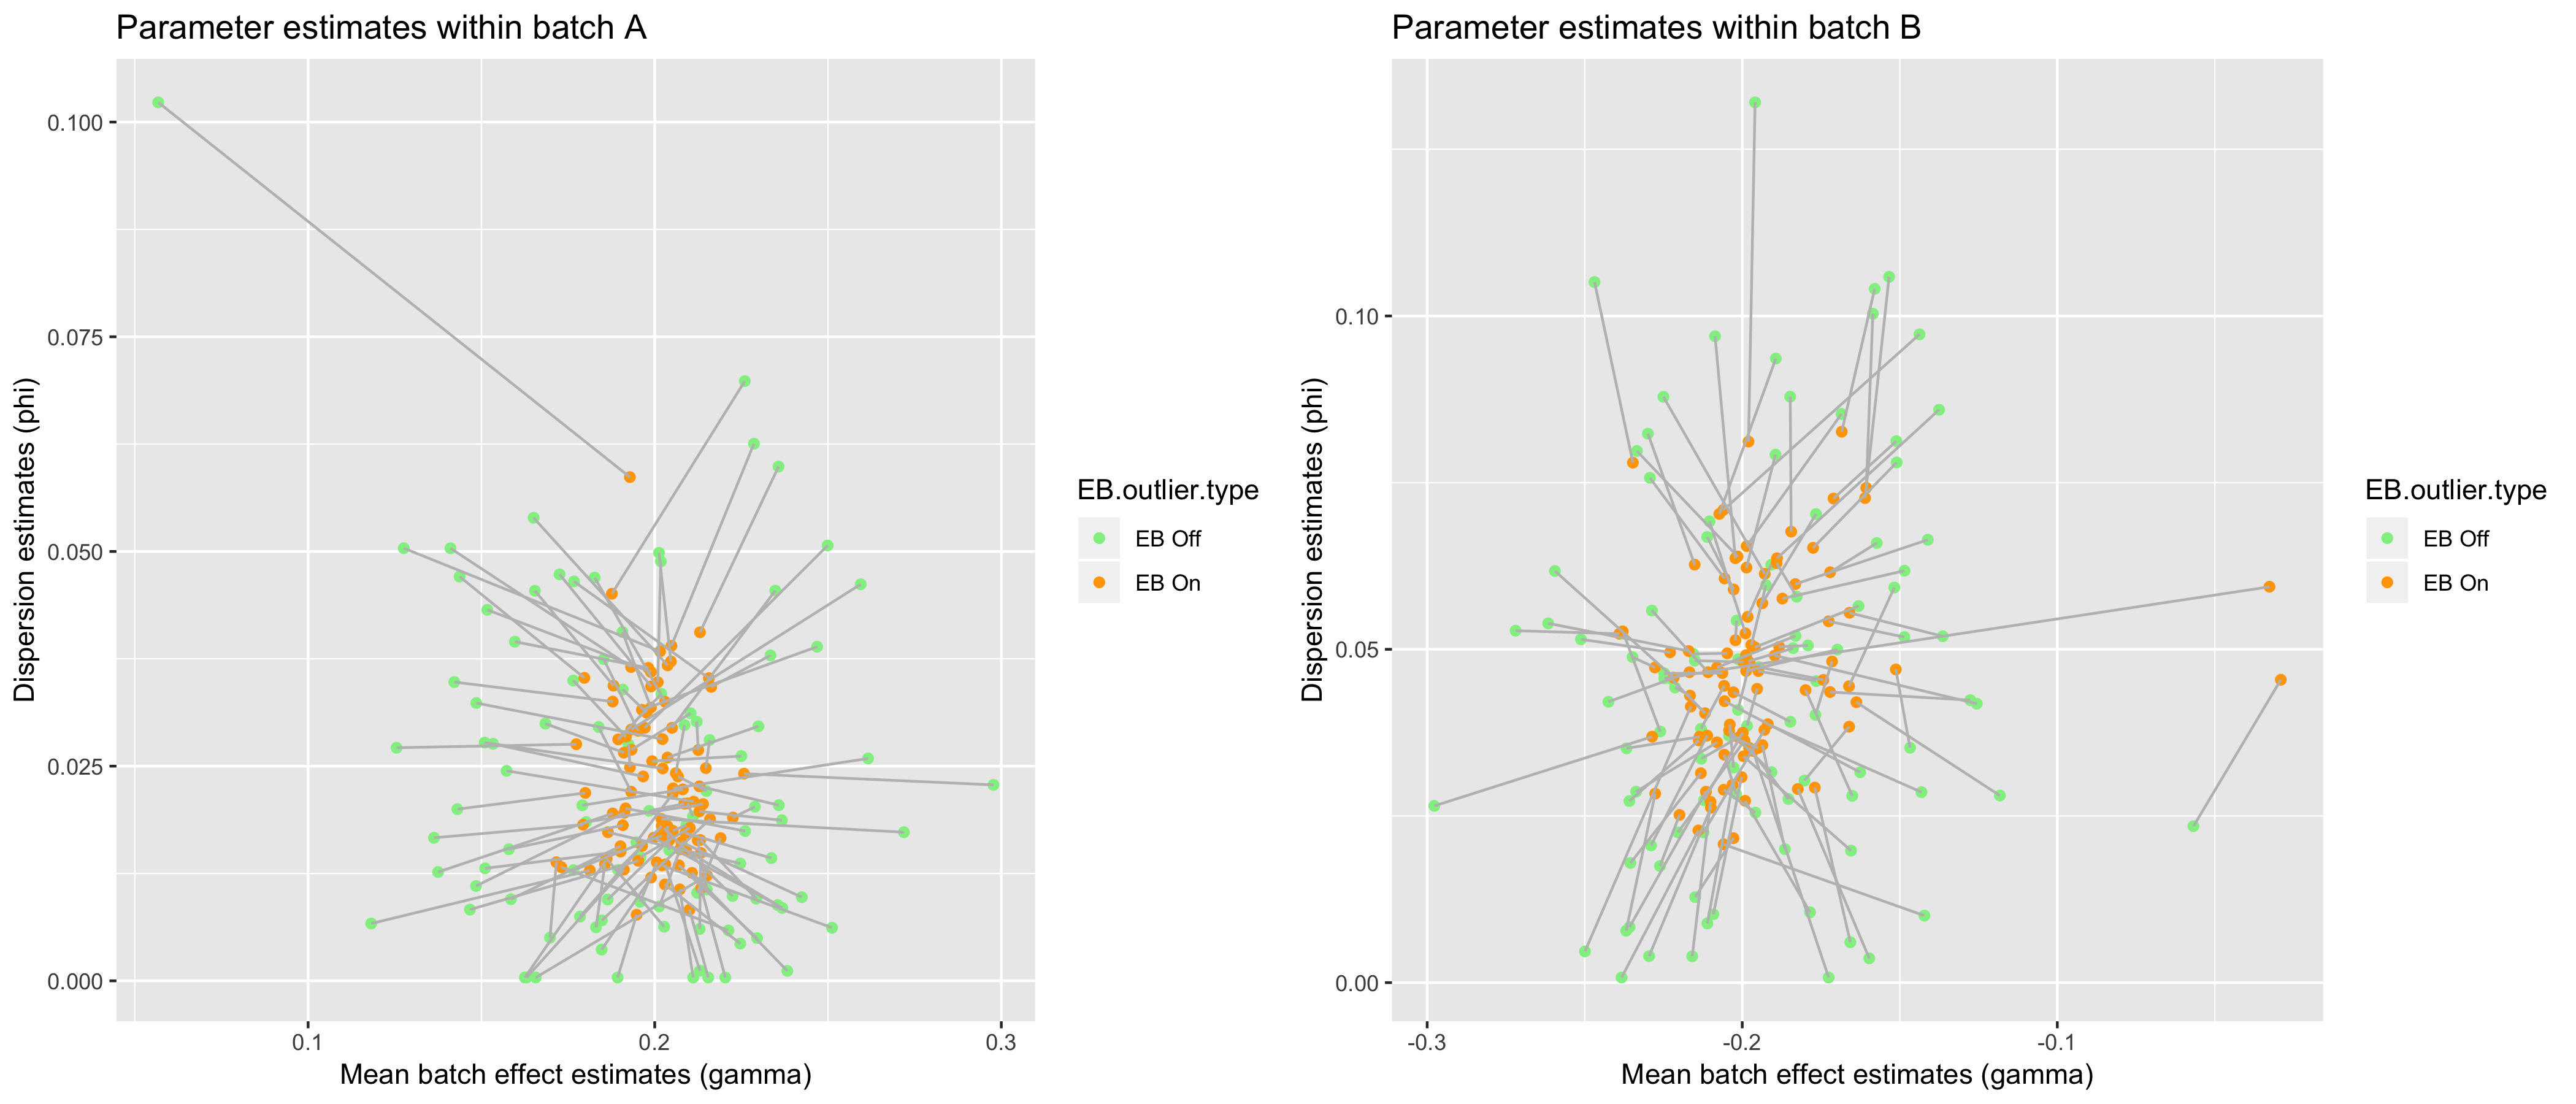 Parameter estimates within batch A
Dispersion estimates (phi)
0.100
0.075
0.050
0.025
0.000
0.1
0.2
0.3
Mean batch effect estimates (gamma)
EB.outlier.type
EB Off
EB On
Parameter estimates within batch B
Dispersion estimates (phi)
0.10
0.05
0.00
-0.3
-0.2
-0.1
Mean batch effect estimates (gamma)
EB.outlier.type
EB Off
EB On